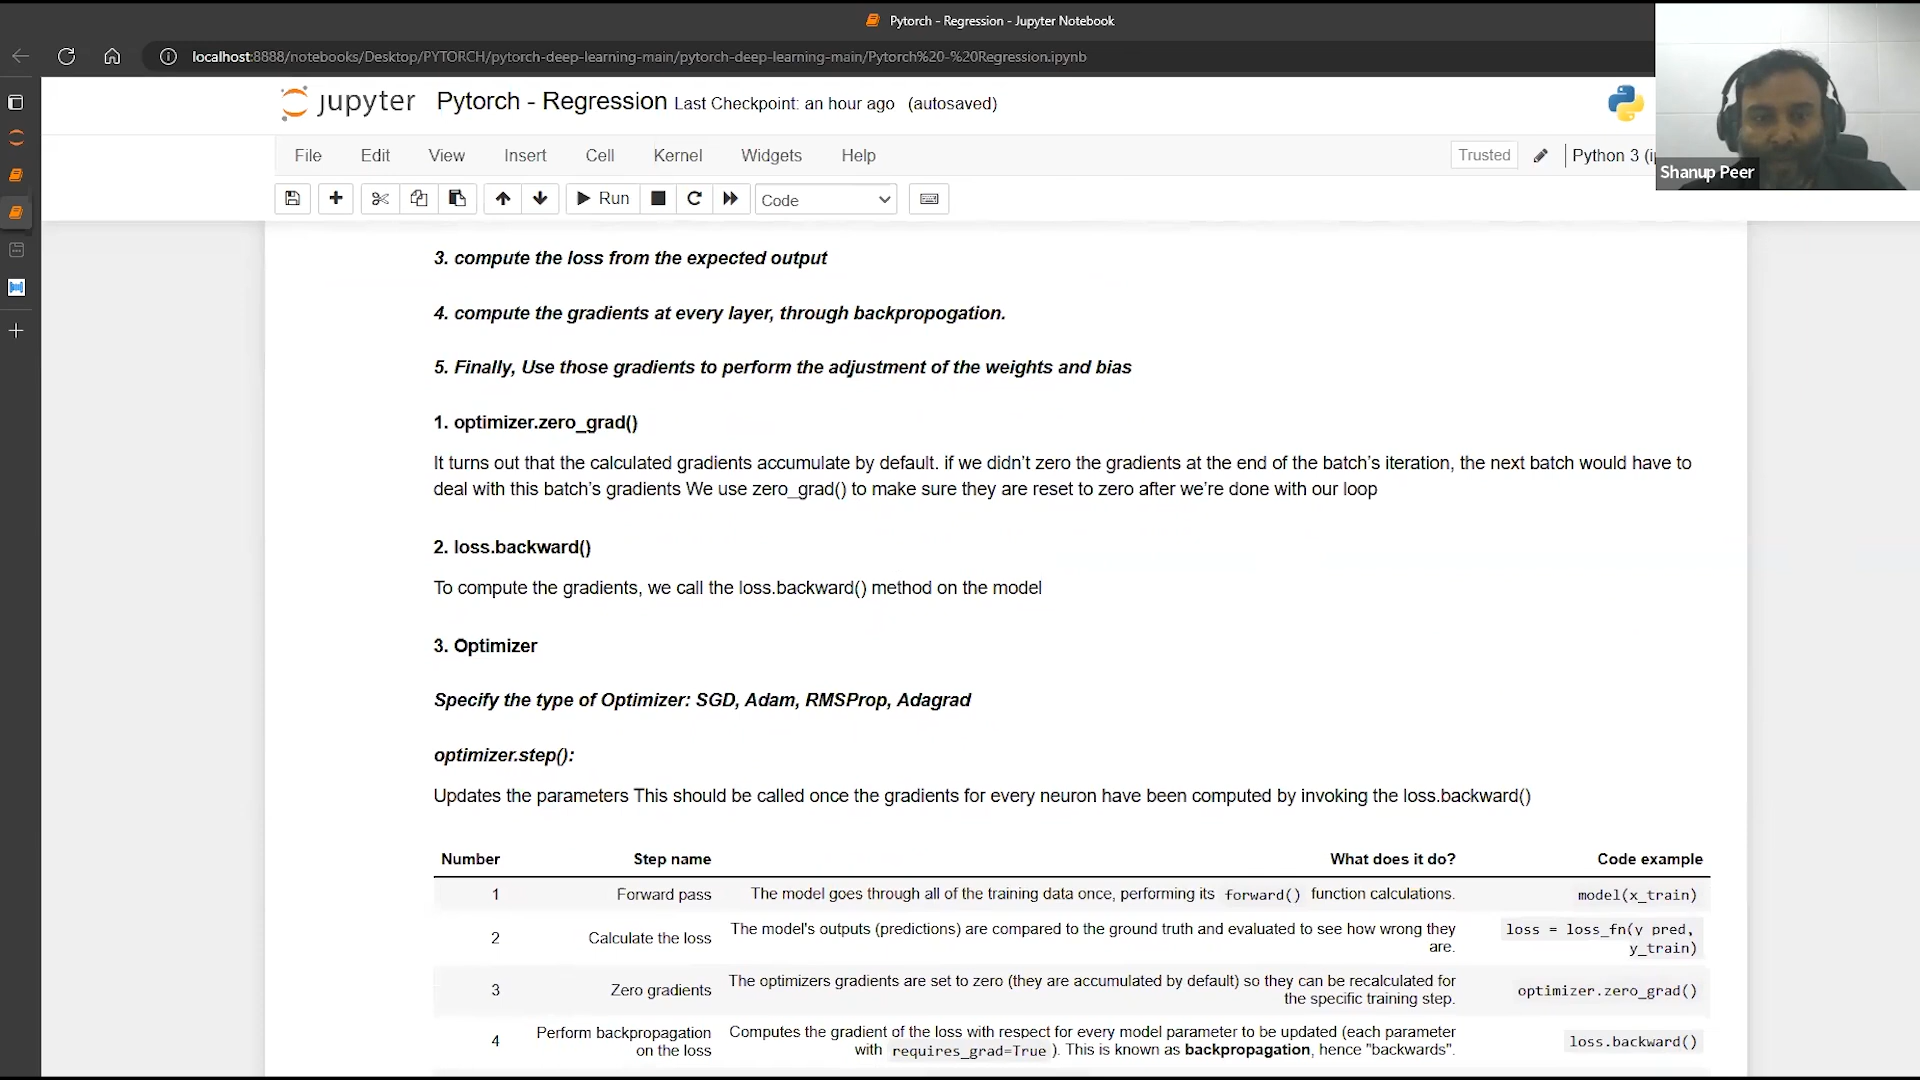 Pytorch - Regression - Jupyter Notebook
localhost:8888/notebooks/Desktop/PYTORCH/pytorch-deep-learning-main/pytorch-deep-learning-main/Pytorch%20-%20Regression.ipynb
jupyter Pytorch - Regression Last Checkpoint: an hour ago (autosaved)
File Edit View Insert Cell Kernel Widgets Help Trusted Python 3 (i
Shanup Peer
Run Code
3. compute the loss from the expected output
4. compute the gradients at every layer, through backpropogation.
5. Finally, Use those gradients to perform the adjustment of the weights and bias
1. optimizer.zero_grad()
It turns out that the calculated gradients accumulate by default. if we didn’t zero the gradients at the end of the batch’s iteration, the next batch would have to
deal with this batch’s gradients We use zero_grad() to make sure they are reset to zero after we’re done with our loop
2. loss.backward()
To compute the gradients, we call the loss.backward() method on the model
3. Optimizer
Specify the type of Optimizer: SGD, Adam, RMSProp, Adagrad
optimizer.step():
Updates the parameters This should be called once the gradients for every neuron have been computed by invoking the loss.backward()
Number Step name What does it do? Code example
1 Forward pass The model goes through all of the training data once, performing its forward() function calculations. model(x_train)
2 Calculate the loss The model's outputs (predictions) are compared to the ground truth and evaluated to see how wrong they
are. loss = loss_fn(y_pred,
y_train)
3 Zero gradients The optimizers gradients are set to zero (they are accumulated by default) so they can be recalculated for
the specific training step. optimizer.zero_grad()
4 Perform backpropagation
on the loss Computes the gradient of the loss with respect for every model parameter to be updated (each parameter
with requires_grad=True ). This is known as backpropagation, hence "backwards". loss.backward()